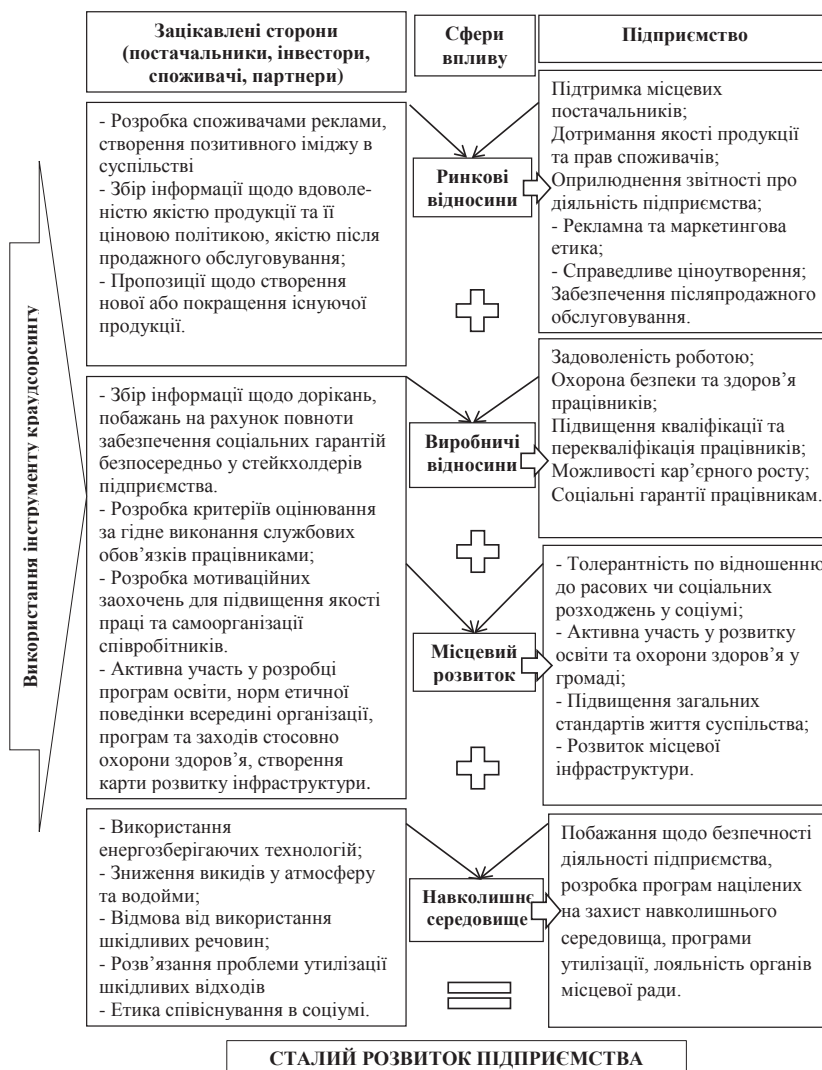 Зацікавлені сторони
(постачальники, інвестори,
споживачі, партнери)
Сфери
впливу
Підприємство
Використання інструменту краудсорсингу
- Розробка споживачами реклами,
створення позитивного іміджу в
суспільстві
- Збір інформації щодо вдоволе-
ністю якістю продукції та її
ціновою політикою, якістю після
продажного обслуговування;
- Пропозиції щодо створення
нової або покращення існуючої
продукції.
Ринкові
відносини
Підтримка місцевих
постачальників;
Дотримання якості продукції
та прав споживачів;
Оприлюднення звітності про
діяльність підприємства;
- Рекламна та маркетингова
етика;
- Справедливе ціноутворення;
Забезпечення післяпродажного
обслуговування.
- Збір інформації щодо дорікань,
побажань на рахунок повноти
забезпечення соціальних гарантій
безпосередньо у стейкхолдерів
підприємства.
- Розробка критеріїв оцінювання
за гідне виконання службових
обов’язків працівниками;
- Розробка мотиваційних
заохочень для підвищення якості
праці та самоорганізації
співробітників.
- Активна участь у розробці
програм освіти, норм етичної
поведінки всередині організації,
програм та заходів стосовно
охорони здоров’я, створення
карти розвитку інфраструктури.
Виробничі
відносини
Задоволеність роботою;
Охорона безпеки та здоров’я
працівників;
Підвищення кваліфікації та
перекваліфікація працівників;
Можливості кар’єрного росту;
Соціальні гарантії працівникам.
Місцевий
розвиток
- Толерантність по відношенню
до расових чи соціальних
розходжень у соціумі;
- Активна участь у розвитку
освіти та охорони здоров’я у
громаді;
- Підвищення загальних
стандартів життя суспільства;
- Розвиток місцевої
інфраструктури.
- Використання
енергозберігаючих технологій;
- Зниження викидів у атмосферу
та водойми;
- Відмова від використання
шкідливих речовин;
- Розв’язання проблеми утилізації
шкідливих відходів
- Етика співіснування в соціумі.
Навколишнє
середовище
Побажання щодо безпечності
діяльності підприємства,
розробка програм націлених
на захист навколишнього
середовища, програми
утилізації, лояльність органів
місцевої ради.
СТАЛИЙ РОЗВИТОК ПІДПРИЄМСТВА